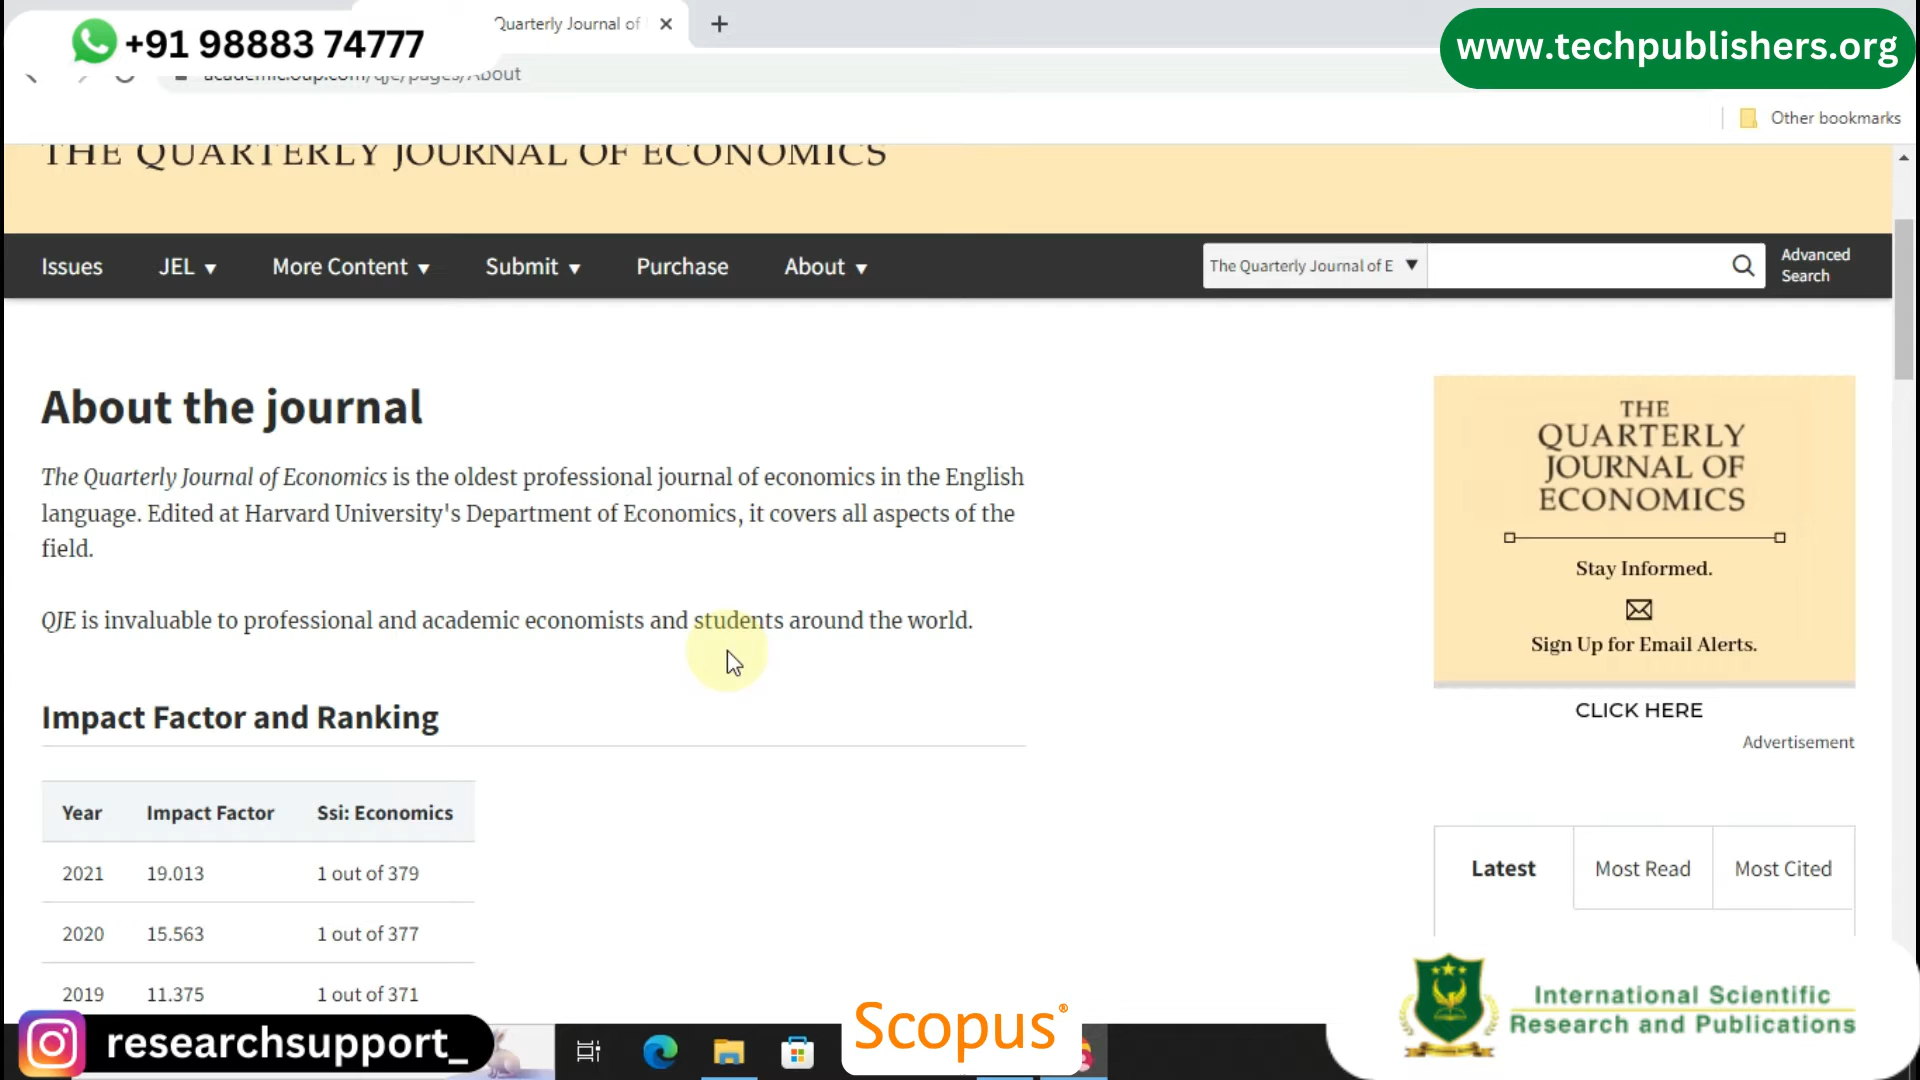 Quarterly Journal of
+91 98883 74777
www.techpublishers.org
academic.oup.com/qje/pages/About
Other bookmarks
THE QUARTERLY JOURNAL OF ECONOMICS
Issues JEL ▼ More Content ▼ Submit ▼ Purchase About ▼
The Quarterly Journal of E ▼
Advanced
Search
About the journal
The Quarterly Journal of Economics is the oldest professional journal of economics in the English
language. Edited at Harvard University's Department of Economics, it covers all aspects of the
field.
QJE is invaluable to professional and academic economists and students around the world.
Impact Factor and Ranking
Year Impact Factor Ssi: Economics
2021 19.013 1 out of 379
2020 15.563 1 out of 377
2019 11.375 1 out of 371
THE
QUARTERLY
JOURNAL OF
ECONOMICS
Stay Informed.
Sign Up for Email Alerts.
CLICK HERE
Advertisement
Latest Most Read Most Cited
researchsupport_
Scopus®
International Scientific
Research and Publications